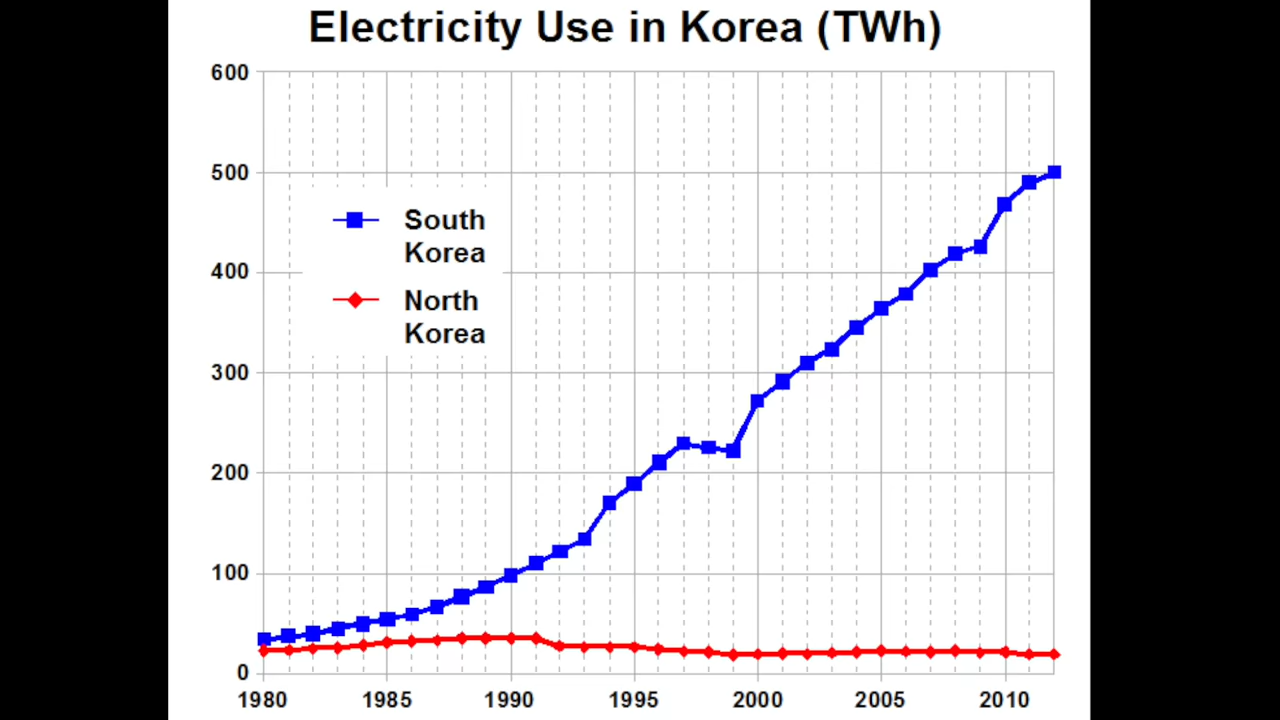 Electricity Use in Korea (TWh)
600
500
400
300
200
100
0
South
Korea
North
Korea
1980 1985 1990 1995 2000 2005 2010